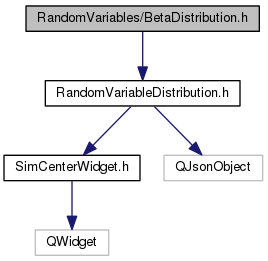 RandomVariables/BetaDistribution.h
RandomVariableDistribution.h
SimCenterWidget.h
QJsonObject
QWidget